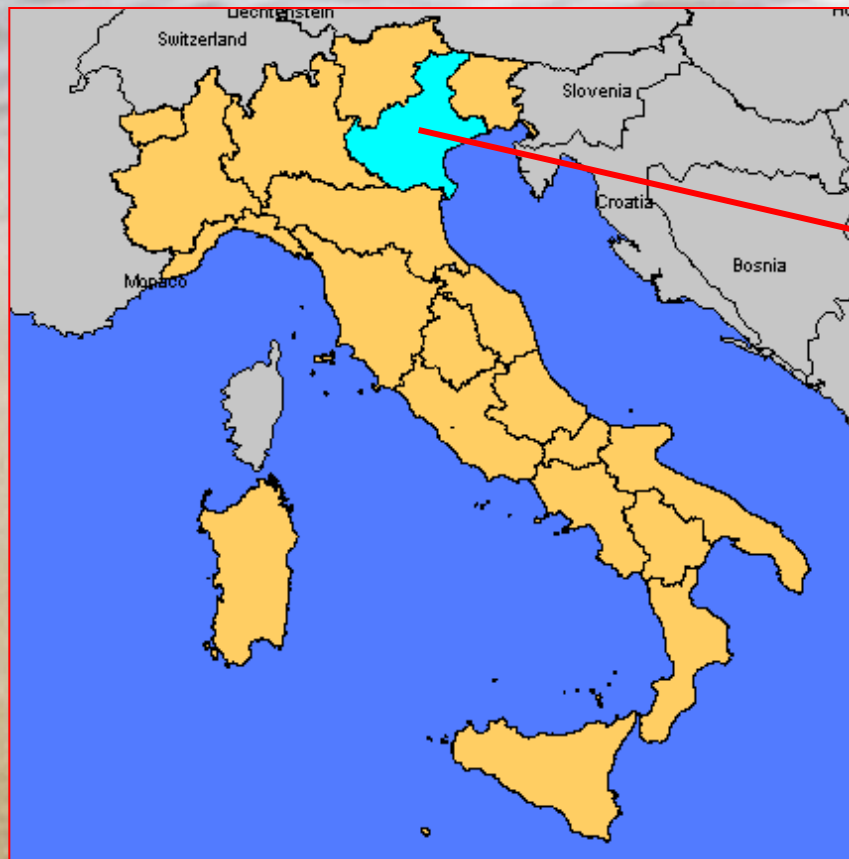 Liechtenstein
Switzerland
Slovenia
Croatia
Bosnia
Monaco